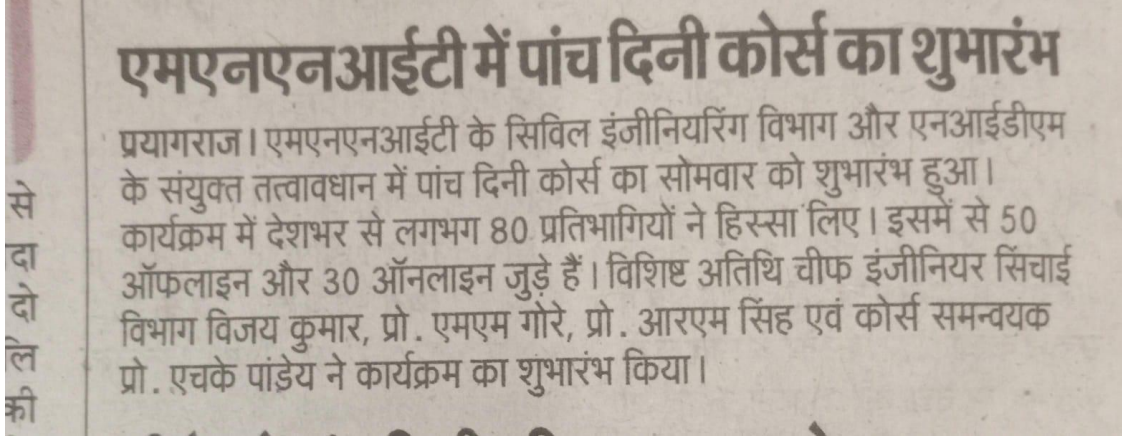 एमएनएनआईटी में पांच दिनी कोर्स का शुभारंभ
प्रयागराज। एमएनएनआईटी के सिविल इंजीनियरिंग विभाग और एनआईडीएम
के संयुक्त तत्वावधान में पांच दिनी कोर्स का सोमवार को शुभारंभ हुआ।
कार्यक्रम में देशभर से लगभग 80 प्रतिभागियों ने हिस्सा लिए। इसमें से 50
ऑफलाइन और 30 ऑनलाइन जुड़े हैं। विशिष्ट अतिथि चीफ इंजीनियर सिंचाई
विभाग विजय कुमार, प्रो. एमएम गोरे, प्रो. आरएम सिंह एवं कोर्स समन्वयक
प्रो. एचके पांडेय ने कार्यक्रम का शुभारंभ किया।
से
दा
दो
ले
की